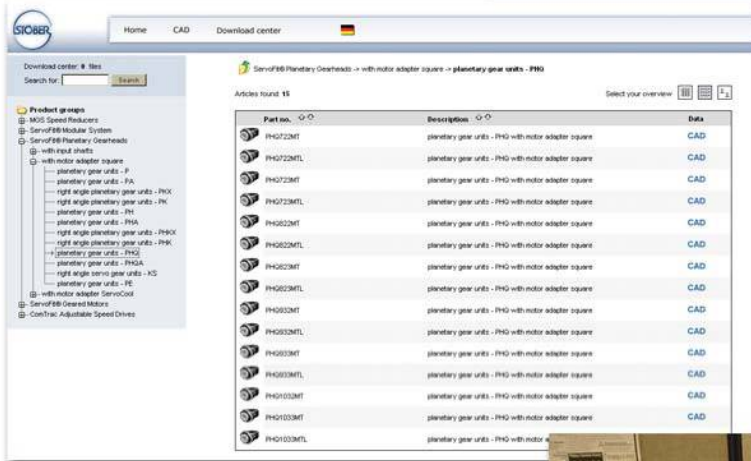 STÖBER
Home CAD Download center
Download center: 0 files
Search for: Search
Product groups
MGS Speed Reducers
ServoFit® Modular System
ServoFit® Planetary Gearheads
with input shafts
with motor adapter square
planetary gear units - P
planetary gear units - PA
right angle planetary gear units - PKX
right angle planetary gear units - PK
planetary gear units - PH
planetary gear units - PHA
right angle planetary gear units - PHKX
right angle planetary gear units - PHK
planetary gear units - PHQ
planetary gear units - PHQA
right angle servo gear units - KS
planetary gear units - PE
with motor adapter ServoCool
ServoFit® Geared Motors
ComTrac Adjustable Speed Drives
ServoFit® Planetary Gearheads -> with motor adapter square -> planetary gear units - PHQ
Articles found 15 Select your overview
Part no. Description Data
PHQ722MT planetary gear units - PHQ with motor adapter square CAD
PHQ722MTL planetary gear units - PHQ with motor adapter square CAD
PHQ723MT planetary gear units - PHQ with motor adapter square CAD
PHQ723MTL planetary gear units - PHQ with motor adapter square CAD
PHQ822MT planetary gear units - PHQ with motor adapter square CAD
PHQ822MTL planetary gear units - PHQ with motor adapter square CAD
PHQ823MT planetary gear units - PHQ with motor adapter square CAD
PHQ823MTL planetary gear units - PHQ with motor adapter square CAD
PHQ932MT planetary gear units - PHQ with motor adapter square CAD
PHQ932MTL planetary gear units - PHQ with motor adapter square CAD
PHQ933MT planetary gear units - PHQ with motor adapter square CAD
PHQ933MTL planetary gear units - PHQ with motor adapter square CAD
PHQ1032MT planetary gear units - PHQ with motor adapter square CAD
PHQ1033MT planetary gear units - PHQ with motor adapter square CAD
PHQ1033MTL planetary gear units - PHQ with motor